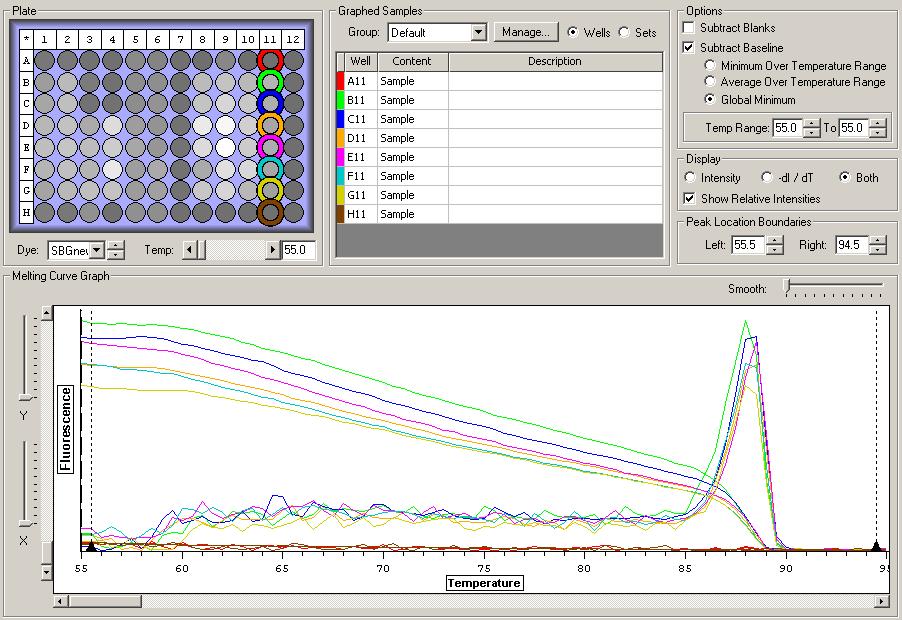 Plate
* 1 2 3 4 5 6 7 8 9 10 11 12
A
B
C
D
E
F
G
H
Dye: SBGneu Temp: 55.0
Graphed Samples
Group: Default Manage... Wells Sets
Well Content Description
A11 Sample
B11 Sample
C11 Sample
D11 Sample
E11 Sample
F11 Sample
G11 Sample
H11 Sample
Options
Subtract Blanks
Subtract Baseline
Minimum Over Temperature Range
Average Over Temperature Range
Global Minimum
Temp Range: 55.0 To 55.0
Display
Intensity -dI / dT Both
Show Relative Intensities
Peak Location Boundaries
Left: 55.5 Right: 94.5
Melting Curve Graph
Smooth:
Y
X
Fluorescence
55 60 65 70 75 80 85 90 95
Temperature